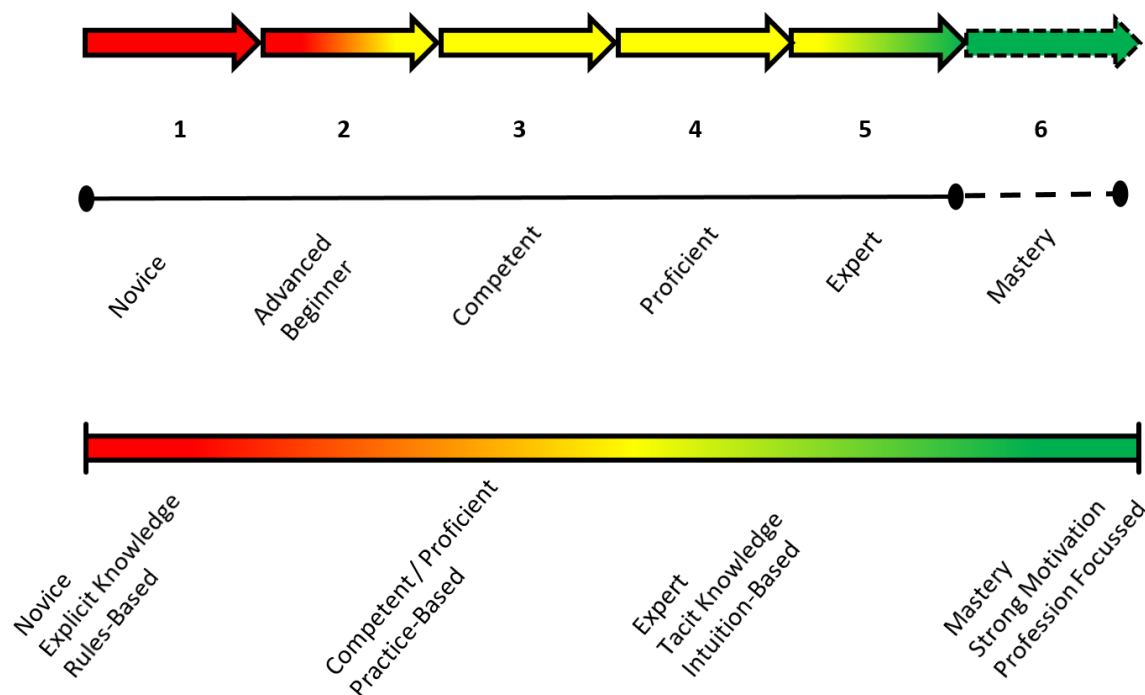 1
2
3
4
5
6
Novice
Advanced
Beginner
Competent
Proficient
Expert
Mastery
Novice
Explicit Knowledge
Rules-Based
Competent / Proficient
Practice-Based
Expert
Tacit Knowledge
Intuition-Based
Mastery
Strong Motivation
Profession Focussed